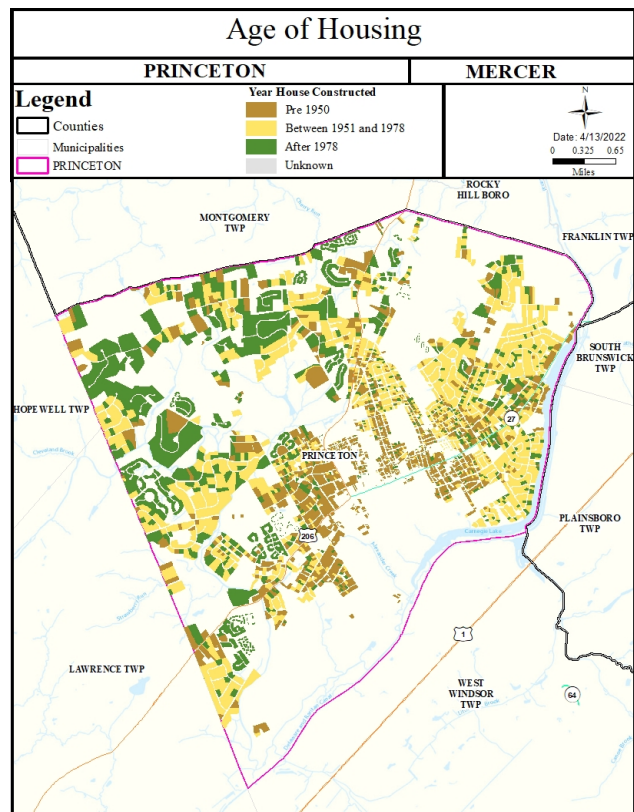 Age of Housing
PRINCETON
MERCER
Legend
Counties
Municipalities
PRINCETON
Year House Constructed
Pre 1950
Between 1951 and 1978
After 1978
Unknown
N
Date: 4/13/2022
0 0.325 0.65
Miles
ROCKY
HILL BORO
MONTGOMERY
TWP
FRANKLIN TWP
SOUTH
BRUNSWICK
TWP
HOPEWELL TWP
27
PRINCETON
PLAINSBORO
TWP
Carnegie Lake
206
1
LAWRENCE TWP
WEST
WINDSOR
TWP
64